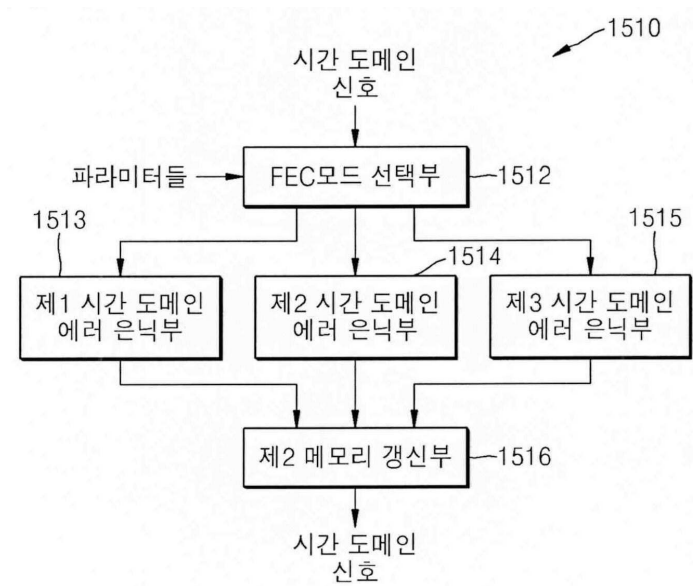 1510
시간 도메인
신호
파라미터들
FEC모드 선택부
1512
1513
1514
1515
제1 시간 도메인
에러 은닉부
제2 시간 도메인
에러 은닉부
제3 시간 도메인
에러 은닉부
제2 메모리 갱신부
1516
시간 도메인
신호